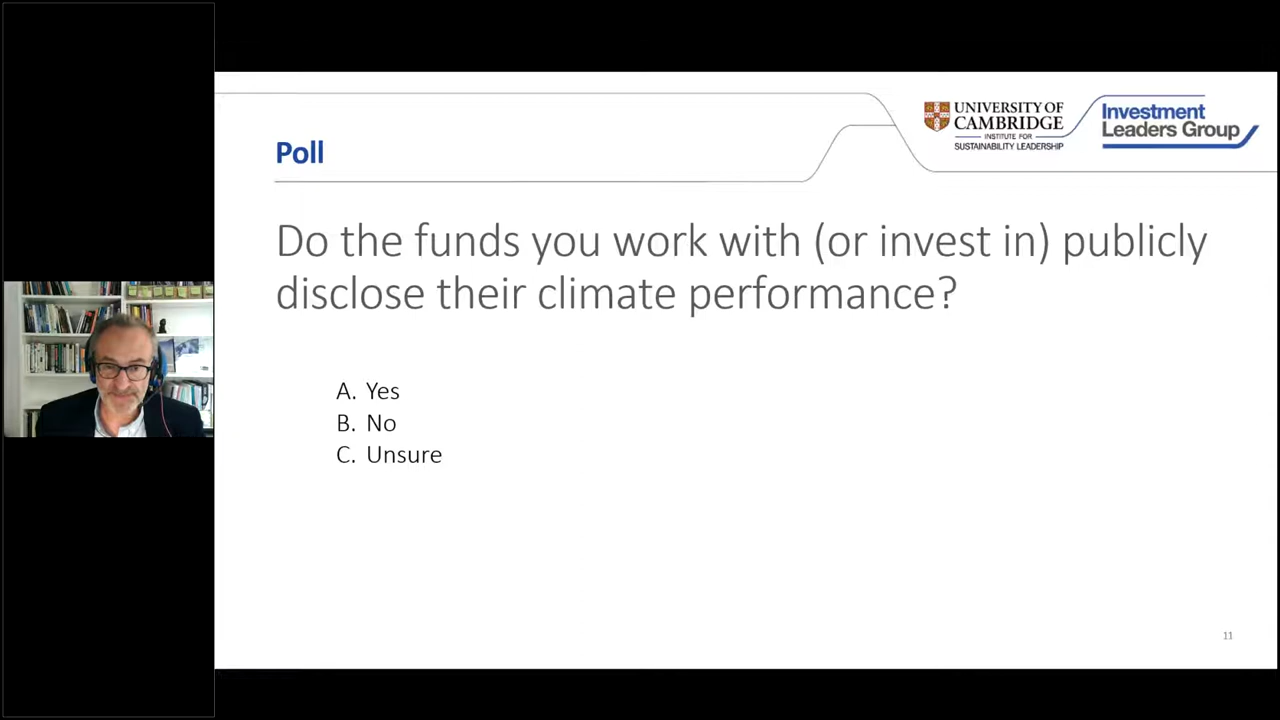 UNIVERSITY OF
CAMBRIDGE
INSTITUTE FOR
SUSTAINABILITY LEADERSHIP
Investment
Leaders Group
Poll
Do the funds you work with (or invest in) publicly
disclose their climate performance?
A. Yes
B. No
C. Unsure
11